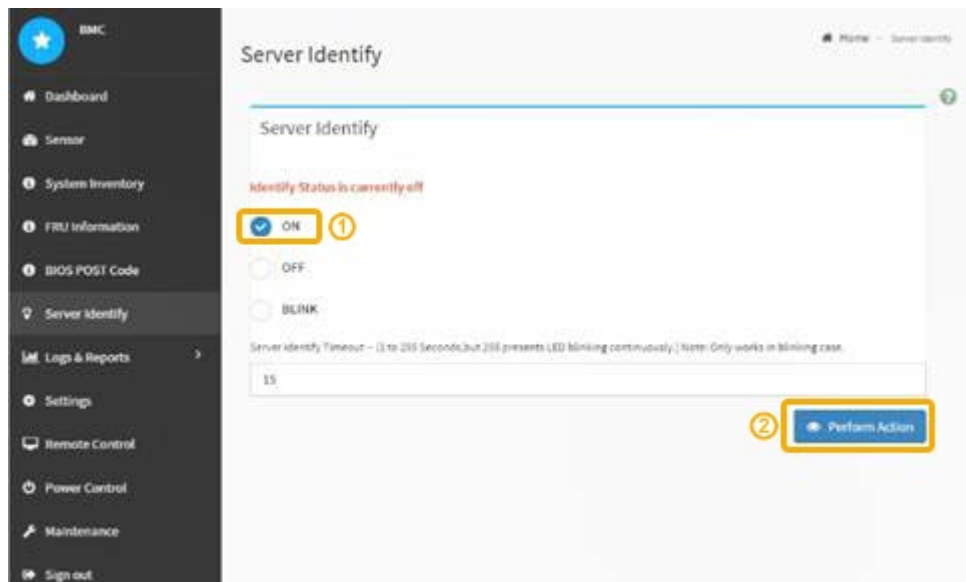 BMC
Dashboard
Sensor
System Inventory
FRU Information
BIOS POST Code
Server Identify
Logs & Reports
Settings
Remote Control
Power Control
Maintenance
Sign out
Server Identify
Home - Server Identify
Server Identify
Identify Status is currently off
ON
1
OFF
BLINK
Server Identify Timeout - (1 to 255 Seconds,but 255 presents LED blinking continuously.) Note: Only works in blinking case.
15
2
Perform Action